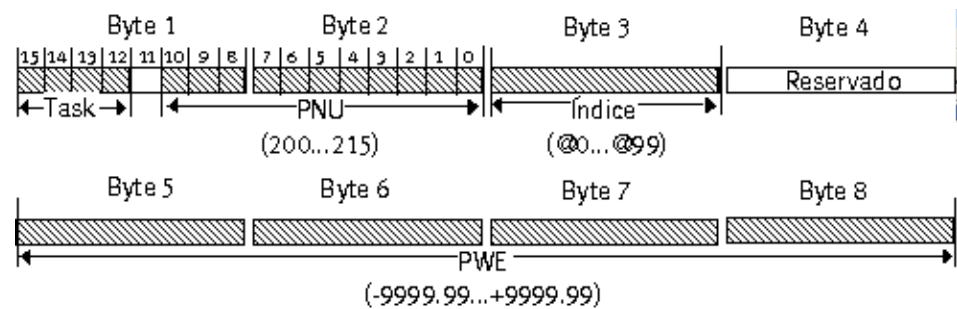 Byte 1 Byte 2 Byte 3 Byte 4
15 14 13 12 11 10 9 8 7 6 5 4 3 2 1 0
Reservado
Task PNU Índice
(200...215) (@0...@99)
Byte 5 Byte 6 Byte 7 Byte 8
PWE
(-9999.99...+9999.99)